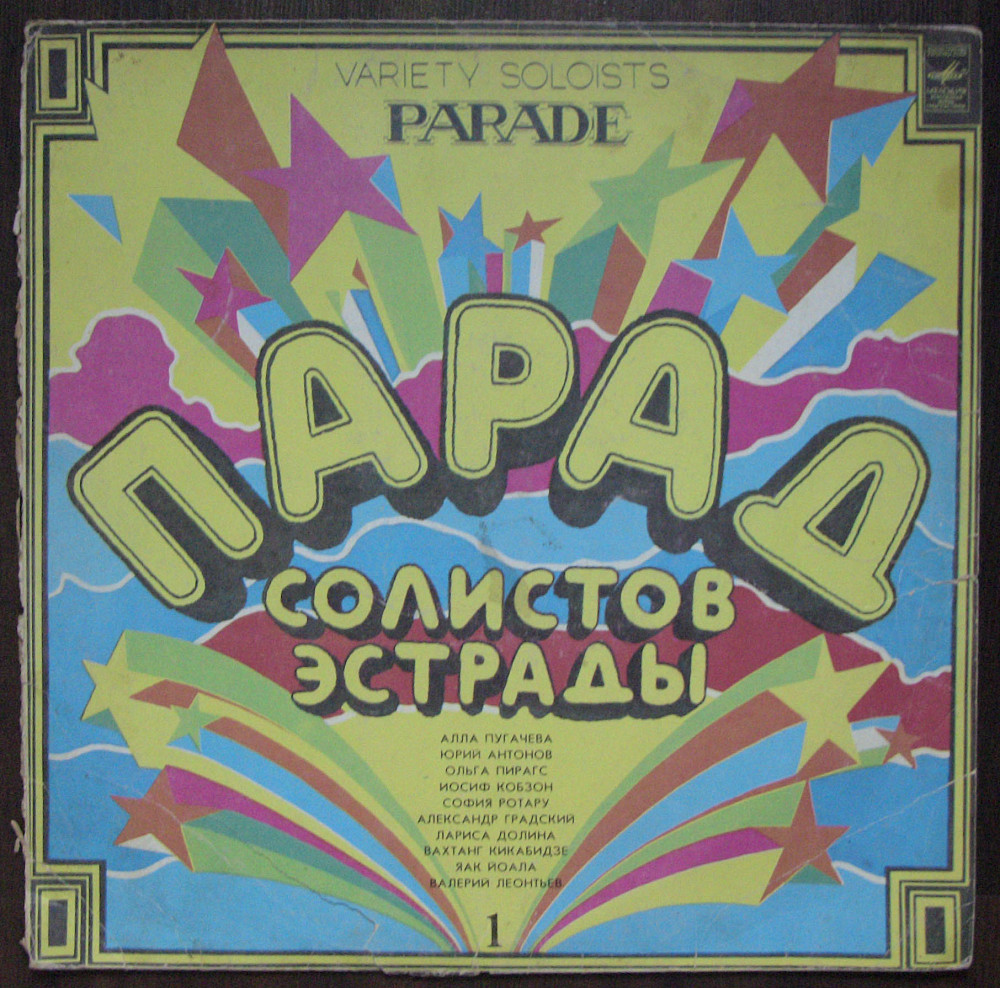 VARIETY SOLOISTS
PARADE
ПАРАД
СОЛИСТОВ
ЭСТРАДЫ
АЛЛА ПУГАЧЕВА
ЮРИЙ АНТОНОВ
ОЛЬГА ПИРАГС
ИОСИФ КОБЗОН
СОФИЯ РОТАРУ
АЛЕКСАНДР ГРАДСКИЙ
ЛАРИСА ДОЛИНА
ВАХТАНГ КИКАБИДЗЕ
ЯАК ЙОАЛА
ВАЛЕРИЙ ЛЕОНТЬЕВ
1